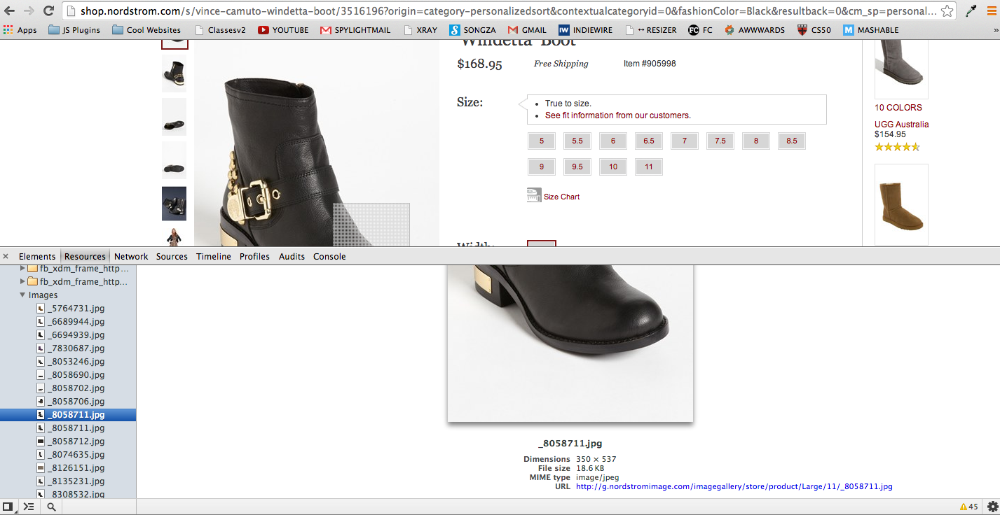 shop.nordstrom.com/s/vince-camuto-windetta-boot/3516196?origin=category-personalizedsort&contextualcategoryid=0&fashionColor=Black&resultback=0&cm_sp=personal...
Apps JS Plugins Cool Websites Classesv2 YOUTUBE SPYLIGHTMAIL XRAY SONGZA GMAIL INDIEWIRE ↔ RESIZER FC AWWWARDS CS50 MASHABLE »
'Windetta' Boot
$168.95 Free Shipping Item #905998
Size:
• True to size.
• See fit information from our customers.
5 5.5 6 6.5 7 7.5 8 8.5
9 9.5 10 11
Size Chart
Width:
10 COLORS
UGG Australia
$154.95
× Elements Resources Network Sources Timeline Profiles Audits Console
fb_xdm_frame_http...
fb_xdm_frame_http...
Images
_5764731.jpg
_6689944.jpg
_6694939.jpg
_7830687.jpg
_8053246.jpg
_8058690.jpg
_8058702.jpg
_8058706.jpg
_8058711.jpg
_8058711.jpg
_8058712.jpg
_8074635.jpg
_8126151.jpg
_8135231.jpg
_8308532.jpg
_8058711.jpg
Dimensions 350 × 537
File size 18.6 KB
MIME type image/jpeg
URL http://g.nordstromimage.com/imagegallery/store/product/Large/11/_8058711.jpg
45